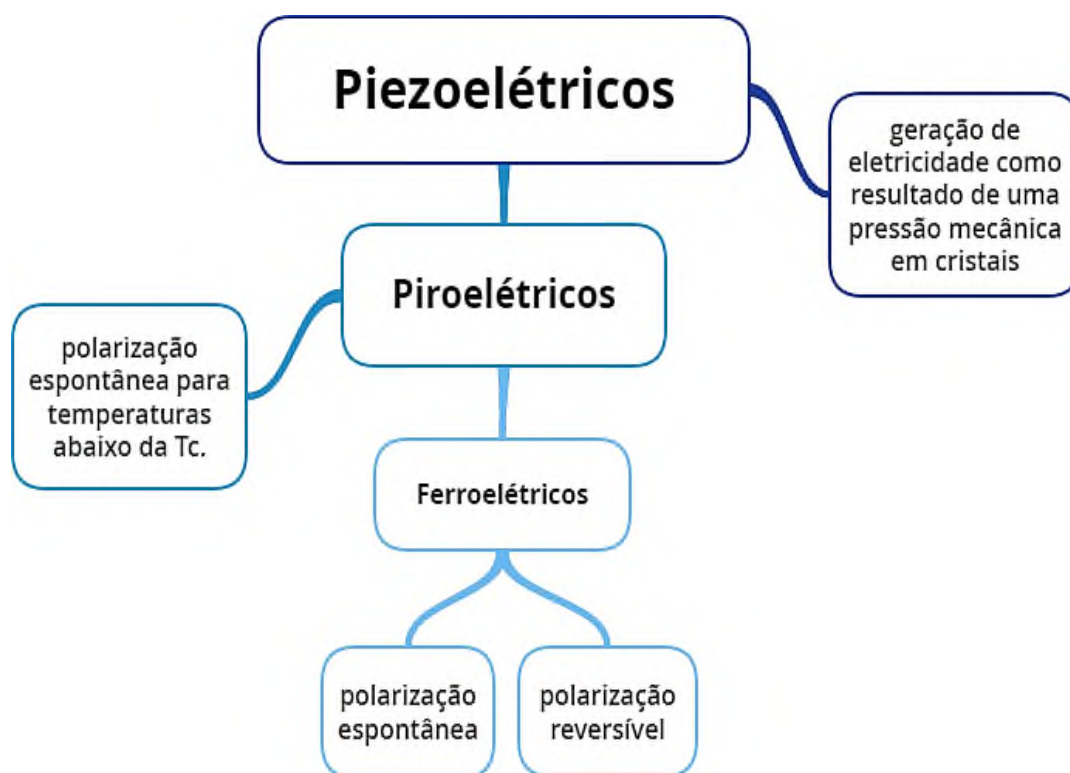 Piezoelétricos
geração de
eletricidade como
resultado de uma
pressão mecânica
em cristais
Piroelétricos
polarização
espontânea para
temperaturas
abaixo da Tc.
Ferroelétricos
polarização
espontânea
polarização
reversível